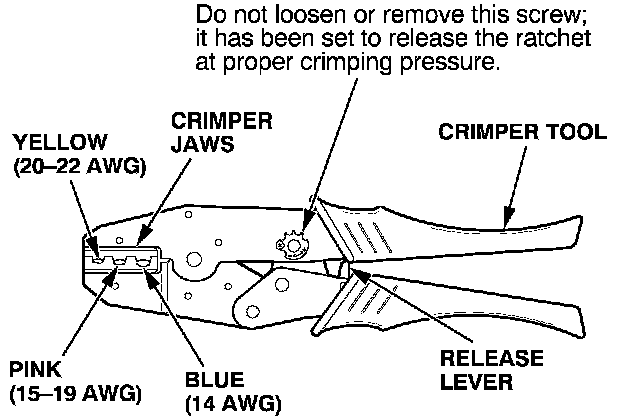 Do not loosen or remove this screw;
it has been set to release the ratchet
at proper crimping pressure.
CRIMPER
JAWS
YELLOW
(20–22 AWG)
CRIMPER TOOL
PINK
(15–19 AWG)
BLUE
(14 AWG)
RELEASE
LEVER